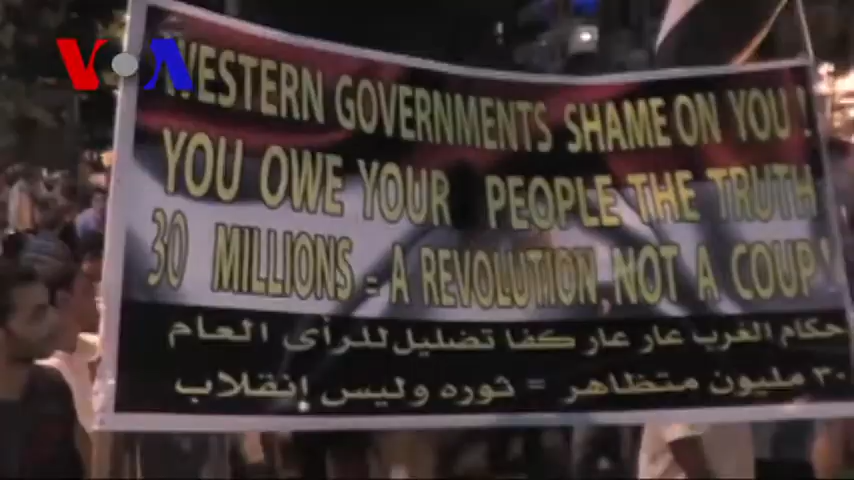 VOA
WESTERN GOVERNMENTS SHAME ON YOU !
YOU OWE YOUR PEOPLE THE TRUTH
30 MILLIONS = A REVOLUTION, NOT A COUP !
حكام الغرب عار عار كفا تضليل للرأى العام
٣٠ مليون متظاهر = ثوره وليس إنقلاب